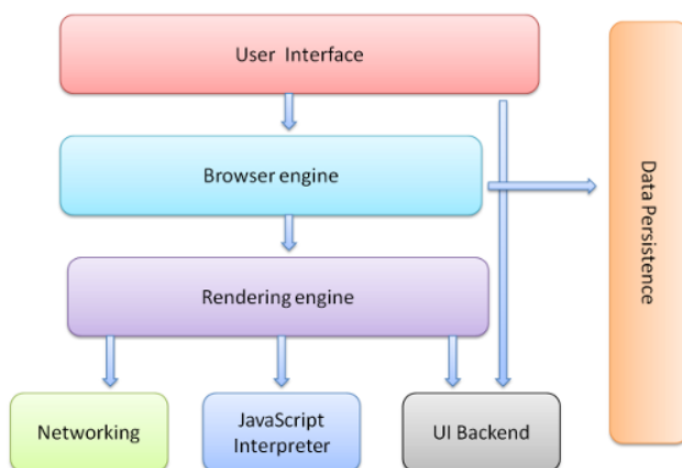 User Interface
Browser engine
Data Persistence
Rendering engine
Networking
JavaScript
Interpreter
UI Backend